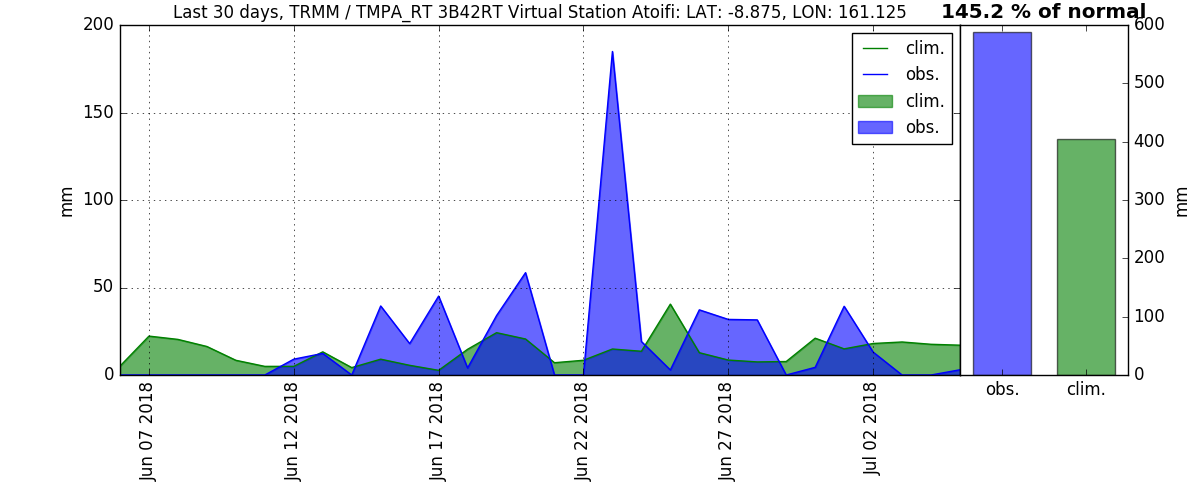 Last 30 days, TRMM / TMPA_RT 3B42RT Virtual Station Atoifi: LAT: -8.875, LON: 161.125
145.2 % of normal
200
150
100
50
0
mm
clim.
obs.
clim.
obs.
600
500
400
300
200
100
0
mm
Jun 07 2018
Jun 12 2018
Jun 17 2018
Jun 22 2018
Jun 27 2018
Jul 02 2018
obs.
clim.